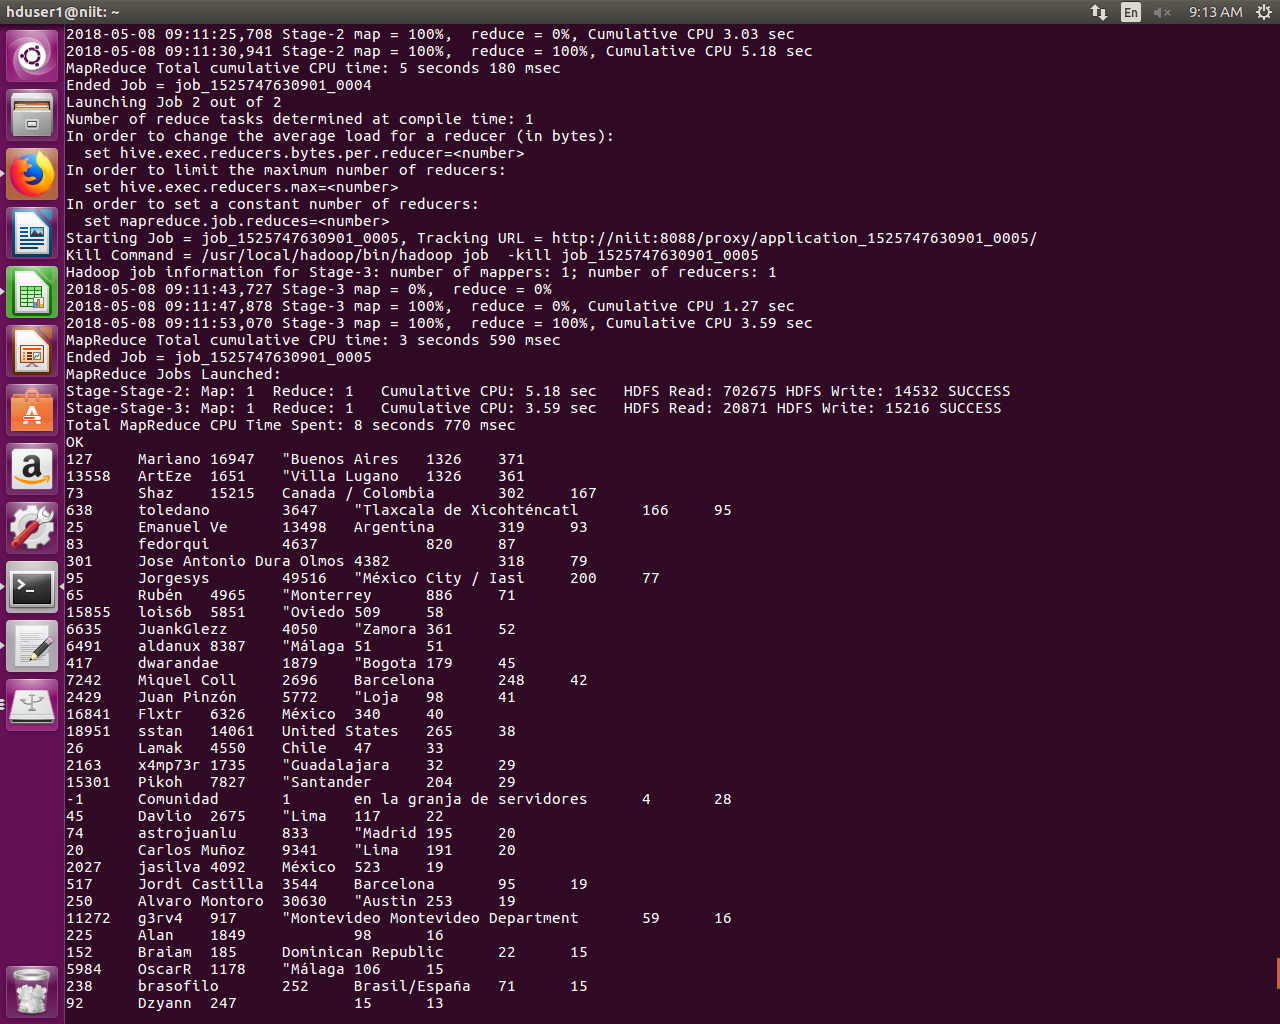 hduser1@niit: ~
En
9:13 AM
2018-05-08 09:11:25,708 Stage-2 map = 100%,  reduce = 0%, Cumulative CPU 3.03 sec
2018-05-08 09:11:30,941 Stage-2 map = 100%,  reduce = 100%, Cumulative CPU 5.18 sec
MapReduce Total cumulative CPU time: 5 seconds 180 msec
Ended Job = job_1525747630901_0004
Launching Job 2 out of 2
Number of reduce tasks determined at compile time: 1
In order to change the average load for a reducer (in bytes):
  set hive.exec.reducers.bytes.per.reducer=<number>
In order to limit the maximum number of reducers:
  set hive.exec.reducers.max=<number>
In order to set a constant number of reducers:
  set mapreduce.job.reduces=<number>
Starting Job = job_1525747630901_0005, Tracking URL = http://niit:8088/proxy/application_1525747630901_0005/
Kill Command = /usr/local/hadoop/bin/hadoop job  -kill job_1525747630901_0005
Hadoop job information for Stage-3: number of mappers: 1; number of reducers: 1
2018-05-08 09:11:43,727 Stage-3 map = 0%,  reduce = 0%
2018-05-08 09:11:47,878 Stage-3 map = 100%,  reduce = 0%, Cumulative CPU 1.27 sec
2018-05-08 09:11:53,070 Stage-3 map = 100%,  reduce = 100%, Cumulative CPU 3.59 sec
MapReduce Total cumulative CPU time: 3 seconds 590 msec
Ended Job = job_1525747630901_0005
MapReduce Jobs Launched:
Stage-Stage-2: Map: 1  Reduce: 1   Cumulative CPU: 5.18 sec   HDFS Read: 702675 HDFS Write: 14532 SUCCESS
Stage-Stage-3: Map: 1  Reduce: 1   Cumulative CPU: 3.59 sec   HDFS Read: 20871 HDFS Write: 15216 SUCCESS
Total MapReduce CPU Time Spent: 8 seconds 770 msec
OK
127     Mariano 16947   "Buenos Aires   1326    371
13558   ArtEze  1651    "Villa Lugano   1326    361
73      Shaz    15215   Canada / Colombia       302     167
638     toledano        3647    "Tlaxcala de Xicohténcatl       166     95
25      Emanuel Ve      13498   Argentina       319     93
83      fedorqui        4637            820     87
301     Jose Antonio Dura Olmos 4382            318     79
95      Jorgesys        49516   "México City / Iasi     200     77
65      Rubén   4965    "Monterrey      886     71
15855   lois6b  5851    "Oviedo 509     58
6635    JuankGlezz      4050    "Zamora 361     52
6491    aldanux 8387    "Málaga 51      51
417     dwarandae       1879    "Bogota 179     45
7242    Miquel Coll     2696    Barcelona       248     42
2429    Juan Pinzón     5772    "Loja   98      41
16841   Flxtr   6326    México  340     40
18951   sstan   14061   United States   265     38
26      Lamak   4550    Chile   47      33
2163    x4mp73r 1735    "Guadalajara    32      29
15301   Pikoh   7827    "Santander      204     29
-1      Comunidad       1       en la granja de servidores      4       28
45      Davlio  2675    "Lima   117     22
74      astrojuanlu     833     "Madrid 195     20
20      Carlos Muñoz    9341    "Lima   191     20
2027    jasilva 4092    México  523     19
517     Jordi Castilla  3544    Barcelona       95      19
250     Alvaro Montoro  30630   "Austin 253     19
11272   g3rv4   917     "Montevideo Montevideo Department       59      16
225     Alan    1849            98      16
152     Braiam  185     Dominican Republic      22      15
5984    OscarR  1178    "Málaga 106     15
238     brasofilo       252     Brasil/España   71      15
92      Dzyann  247             15      13